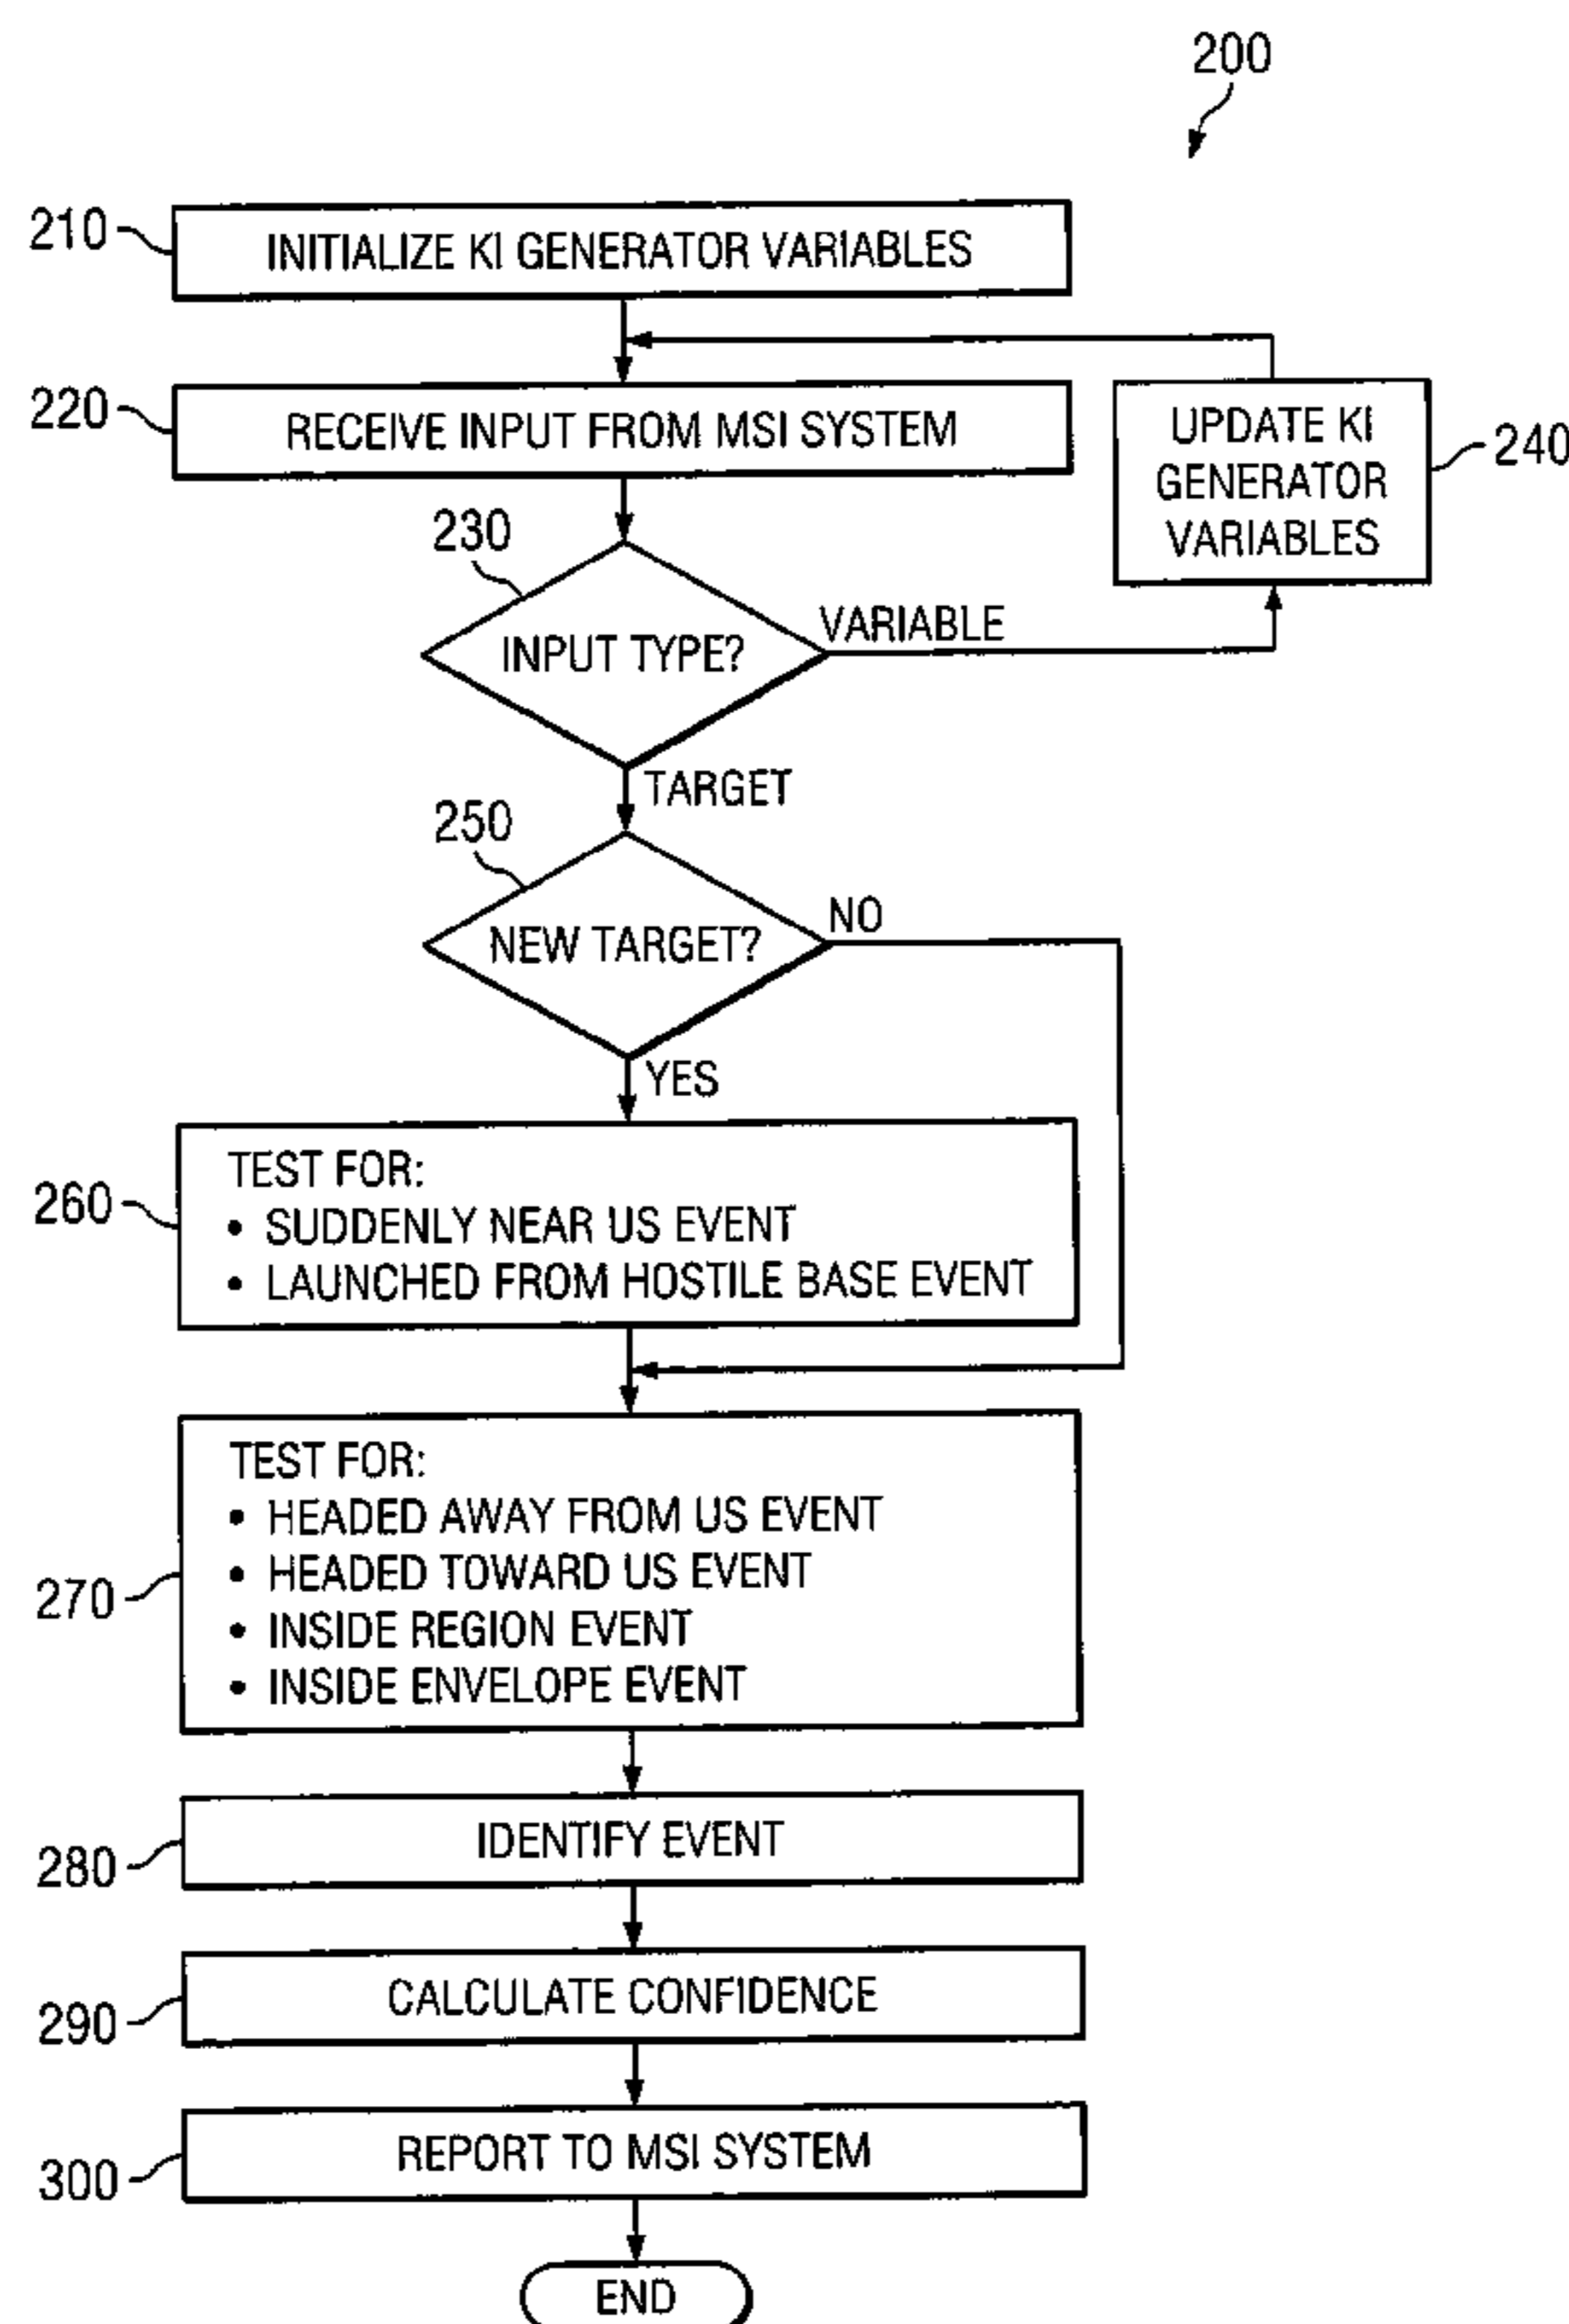 200
210
INITIALIZE KI GENERATOR VARIABLES
220
RECEIVE INPUT FROM MSI SYSTEM
UPDATE KI
GENERATOR
VARIABLES
240
230
INPUT TYPE?
VARIABLE
TARGET
250
NEW TARGET?
NO
YES
260
TEST FOR:
• SUDDENLY NEAR US EVENT
• LAUNCHED FROM HOSTILE BASE EVENT
270
TEST FOR:
• HEADED AWAY FROM US EVENT
• HEADED TOWARD US EVENT
• INSIDE REGION EVENT
• INSIDE ENVELOPE EVENT
280
IDENTIFY EVENT
290
CALCULATE CONFIDENCE
300
REPORT TO MSI SYSTEM
END